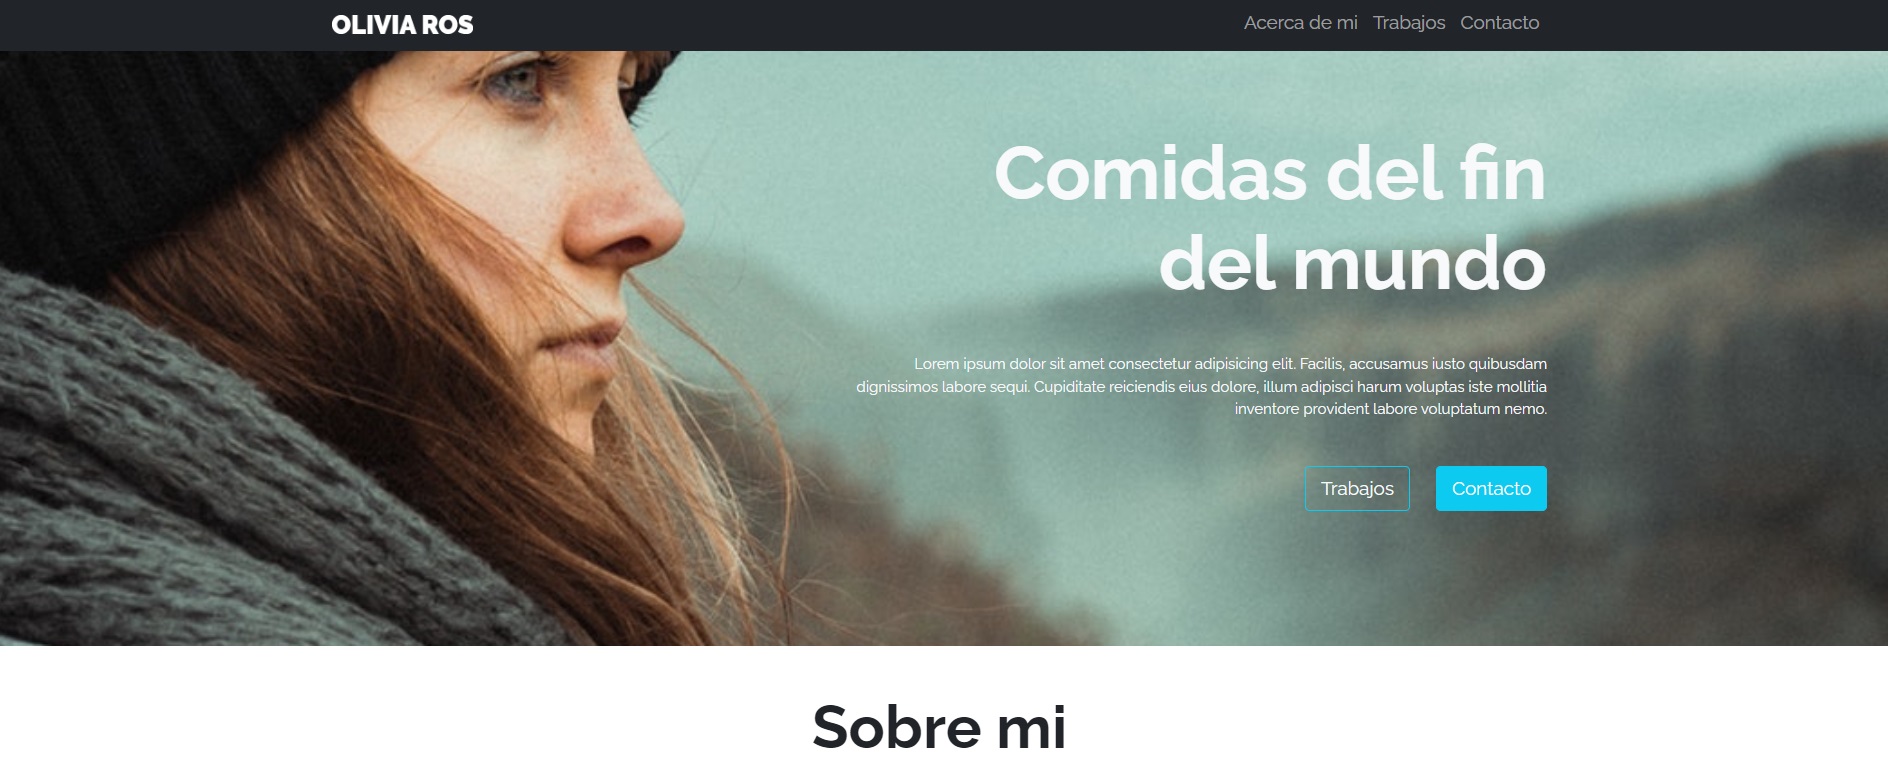 OLIVIA ROS
Acerca de mi Trabajos Contacto
Comidas del fin
del mundo
Lorem ipsum dolor sit amet consectetur adipisicing elit. Facilis, accusamus iusto quibusdam
dignissimos labore sequi. Cupiditate reiciendis eius dolore, illum adipisci harum voluptas iste mollitia
inventore provident labore voluptatum nemo.
Trabajos Contacto
Sobre mi